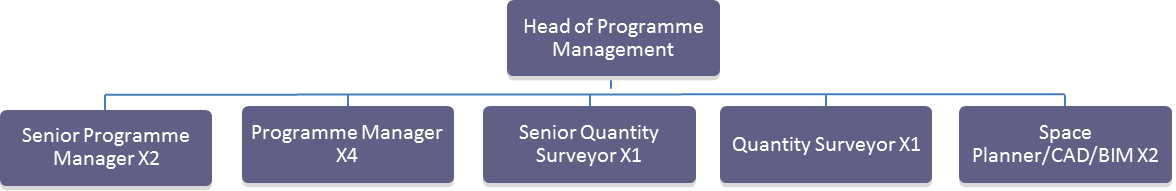 Head of Programme
Management
Senior Programme
Manager X2
Programme Manager
X4
Senior Quantity
Surveyor X1
Quantity Surveyor X1
Space
Planner/CAD/BIM X2